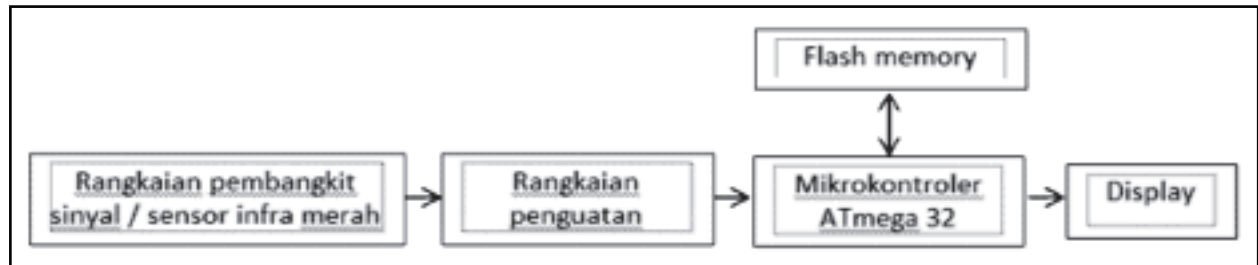 Flash memory
Rangkaian pembangkit
sinyal / sensor infra merah
Rangkaian
penguatan
Mikrokontroler
ATmega 32
Display